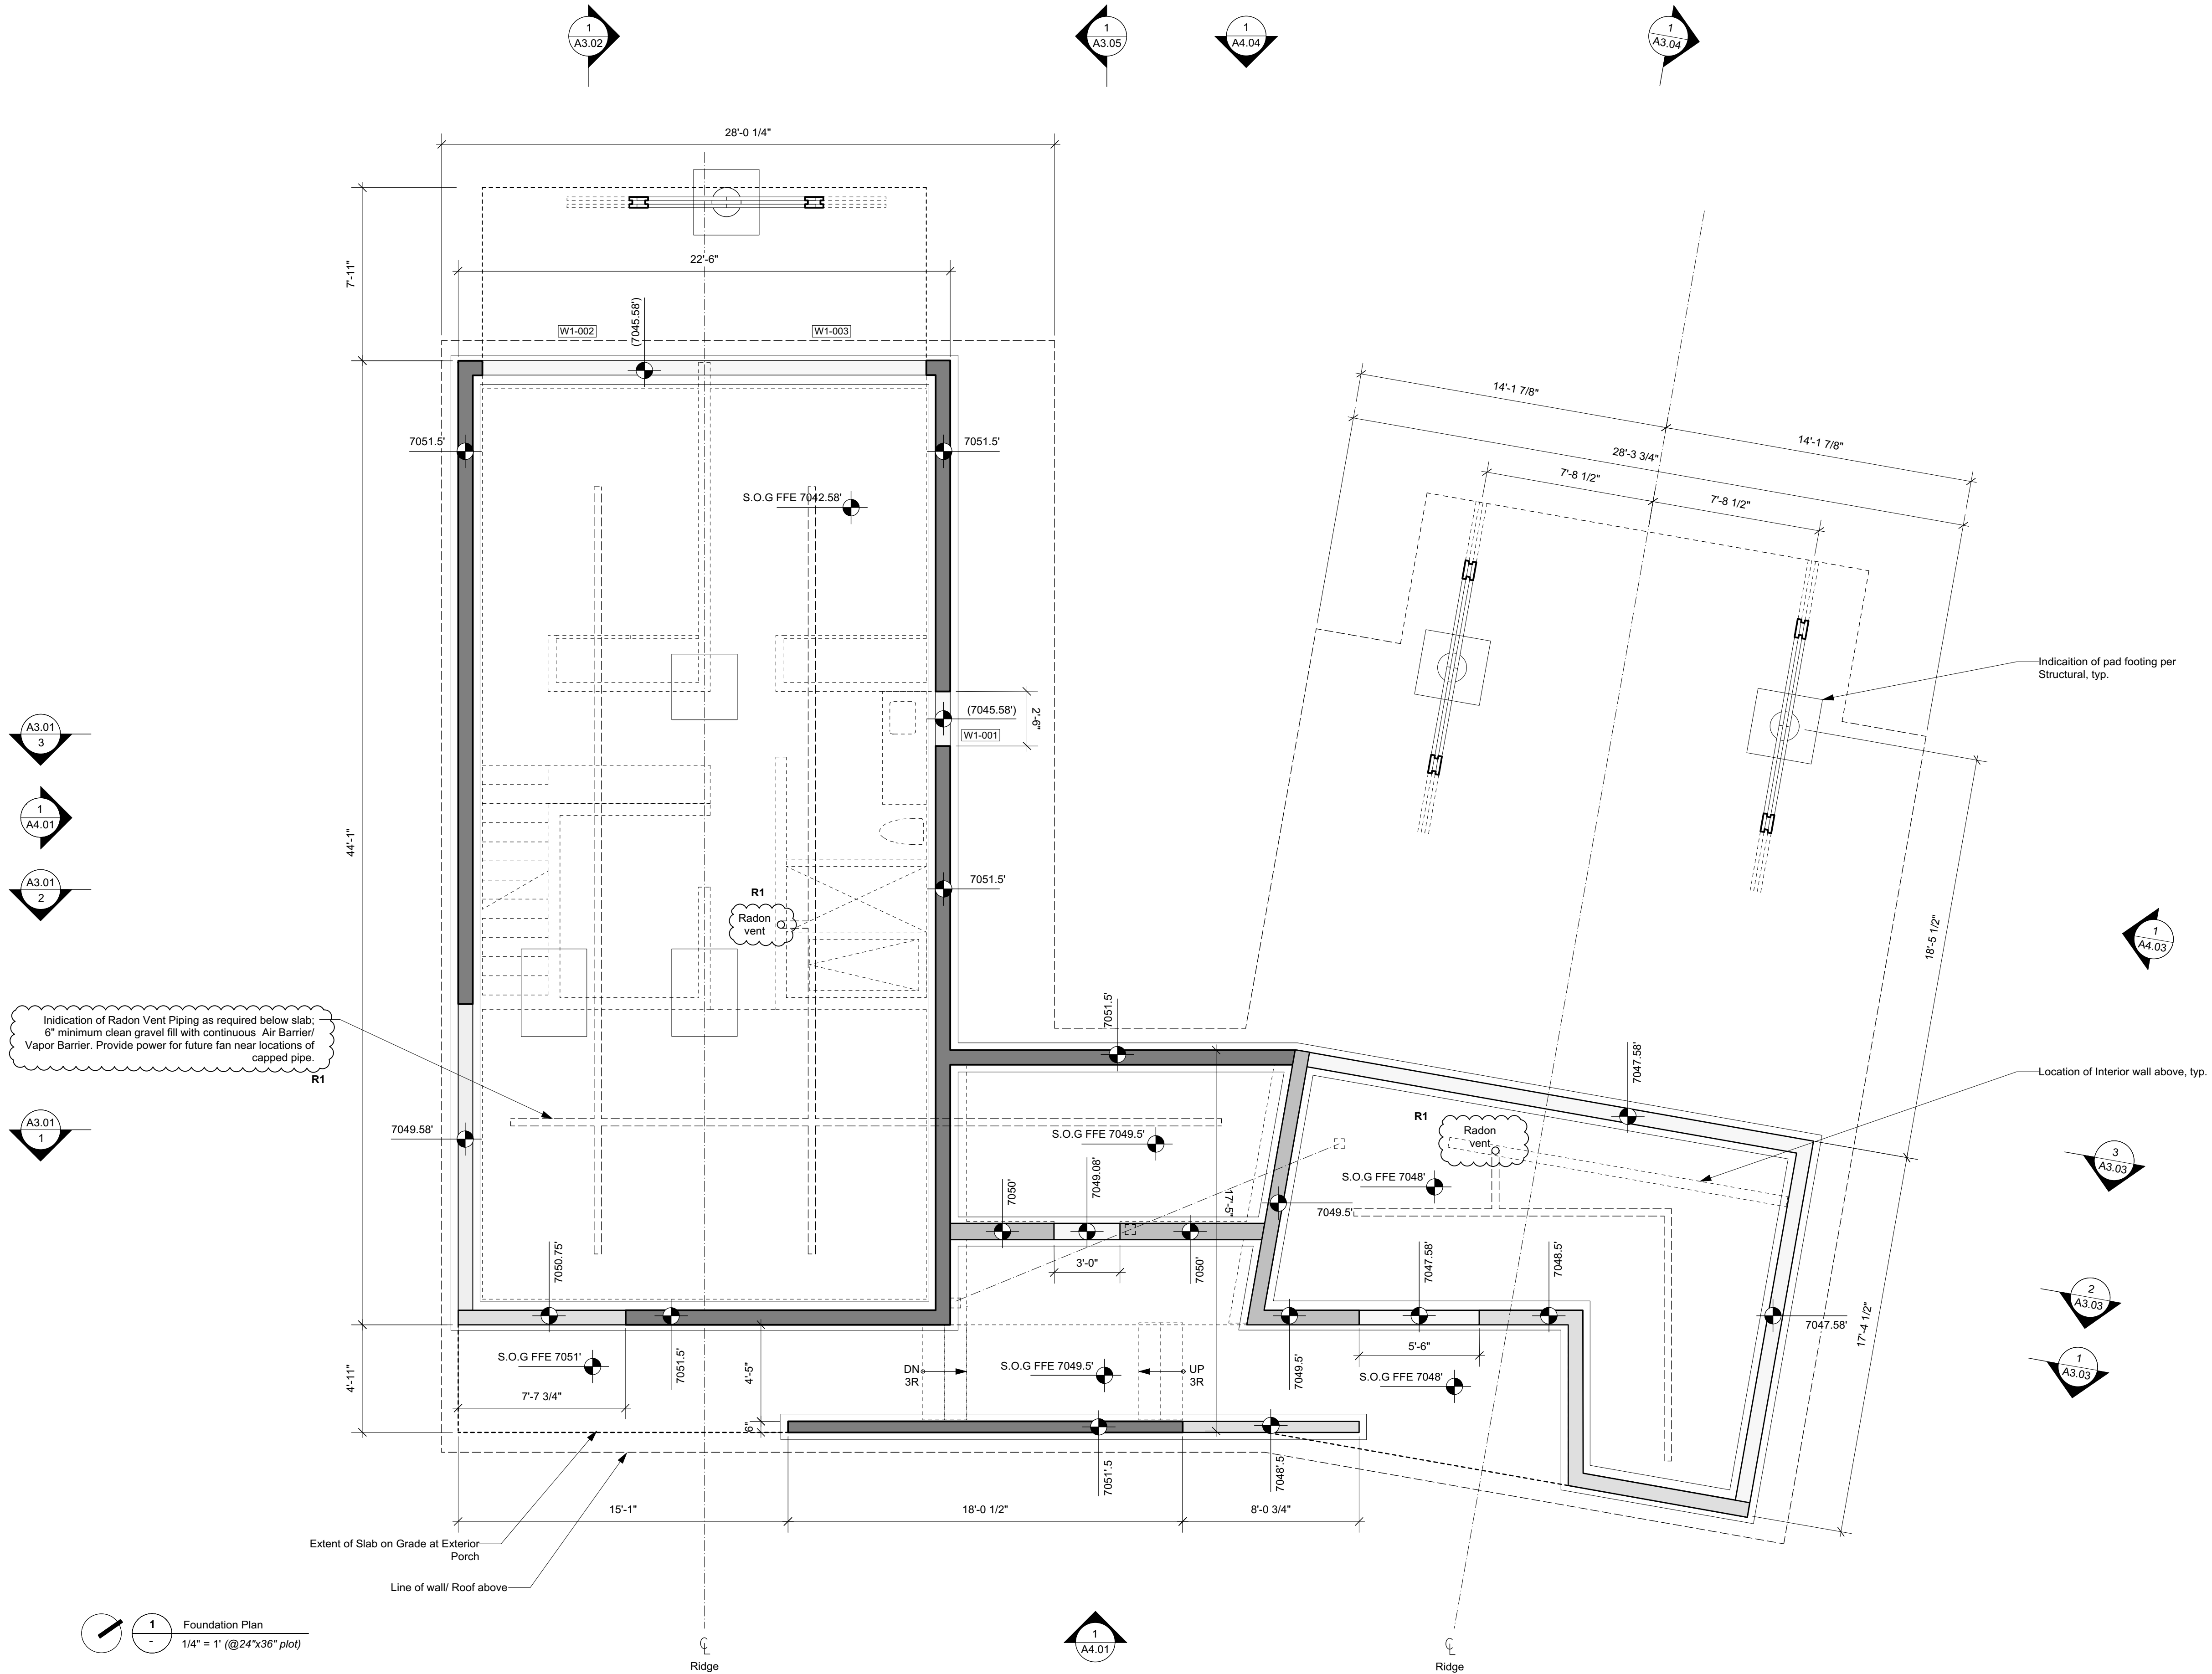 1
A3.02
1
A3.05
1
A4.04
1
A3.04
28'-0 1/4"
7'-11"
22'-6"
W1-002
(7045.58')
W1-003
14'-1 7/8"
14'-1 7/8"
28'-3 3/4"
7'-8 1/2"
7'-8 1/2"
7051.5'
7051.5'
S.O.G FFE 7042.58'
Indicaition of pad footing per
Structural, typ.
(7045.58')
2'-6"
W1-001
A3.01
3
1
A4.01
44'-1"
A3.01
2
7051.5'
R1
Radon
vent
18'-5 1/2"
1
A4.03
Inidication of Radon Vent Piping as required below slab;
6" minimum clean gravel fill with continuous Air Barrier/
Vapor Barrier. Provide power for future fan near locations of
capped pipe.
R1
7051.5'
7047.58'
Location of Interior wall above, typ.
A3.01
1
7049.58'
S.O.G FFE 7049.5'
R1
Radon
vent
3
A3.03
7050'
7049.08'
17'-5"
S.O.G FFE 7048'
7049.5'
7050.75'
3'-0"
7050'
7047.58'
7048.5'
2
A3.03
7047.58'
17'-4 1/2"
S.O.G FFE 7051'
7051.5'
4'-5"
DN
3R
S.O.G FFE 7049.5'
UP
3R
7049.5'
5'-6"
S.O.G FFE 7048'
1
A3.03
4'-11"
7'-7 3/4"
6"
7051'.5
7048'.5
15'-1"
18'-0 1/2"
8'-0 3/4"
Extent of Slab on Grade at Exterior
Porch
Line of wall/ Roof above
1
-
Foundation Plan
1/4" = 1' (@24"x36" plot)
℄
Ridge
1
A4.01
℄
Ridge